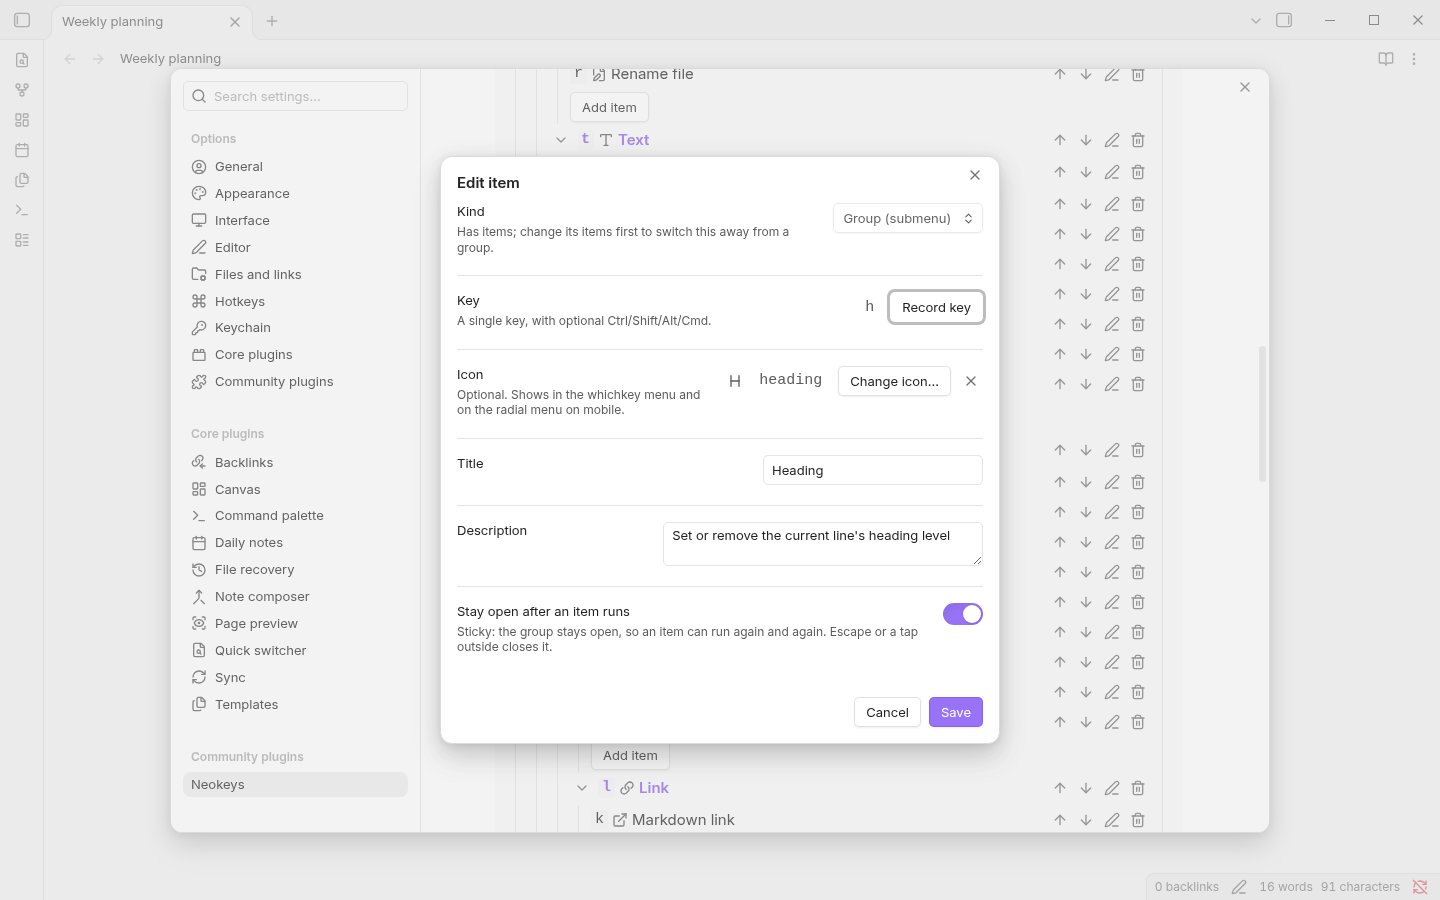 Weekly planning
Weekly planning
Search settings...
Options
General
Appearance
Interface
Editor
Files and links
Hotkeys
Keychain
Core plugins
Community plugins
Core plugins
Backlinks
Canvas
Command palette
Daily notes
File recovery
Note composer
Page preview
Quick switcher
Sync
Templates
Community plugins
Neokeys
r Rename file
Add item
t Text
Edit item
Kind
Has items; change its items first to switch this away from a
group.
Group (submenu)
Key
A single key, with optional Ctrl/Shift/Alt/Cmd.
h Record key
Icon
Optional. Shows in the whichkey menu and
on the radial menu on mobile.
heading Change icon...
Title
Heading
Description
Set or remove the current line's heading level
Stay open after an item runs
Sticky: the group stays open, so an item can run again and again. Escape or a tap
outside closes it.
Cancel Save
Add item
l Link
k Markdown link
0 backlinks 16 words 91 characters